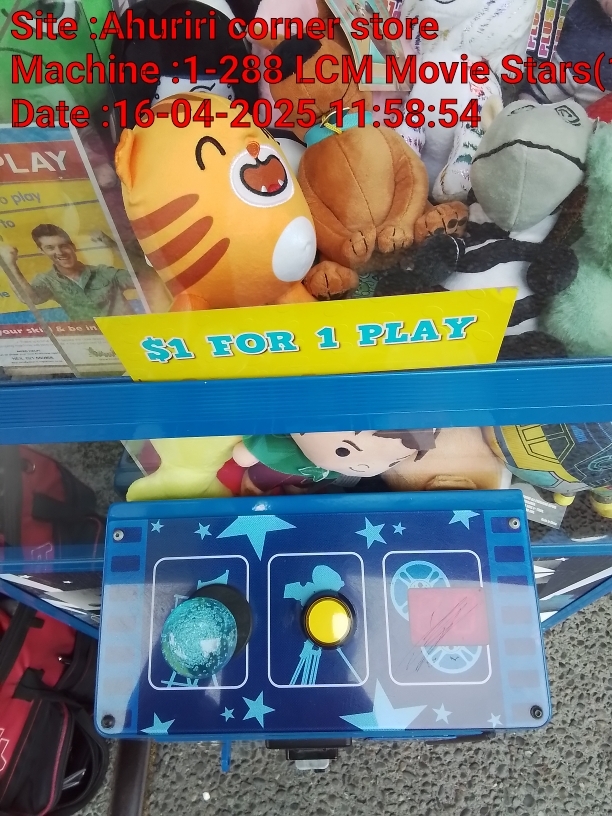 Site :Ahuriri corner store
Machine :1-288 LCM Movie Stars(
Date :16-04-2025 11:58:54
PLAY
$1 FOR 1 PLAY